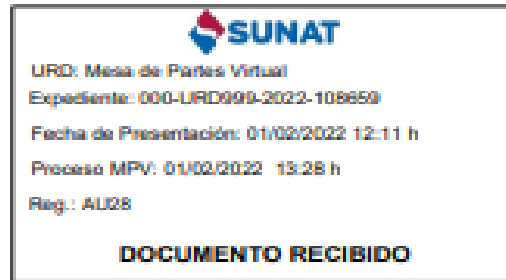 SUNAT
URD: Mesa de Partes Virtual
Expediente: 000-URD999-2022-108659
Fecha de Presentación: 01/02/2022 12:11 h
Proceso MPV: 01/02/2022 13:28 h
Reg.: AU28
DOCUMENTO RECIBIDO